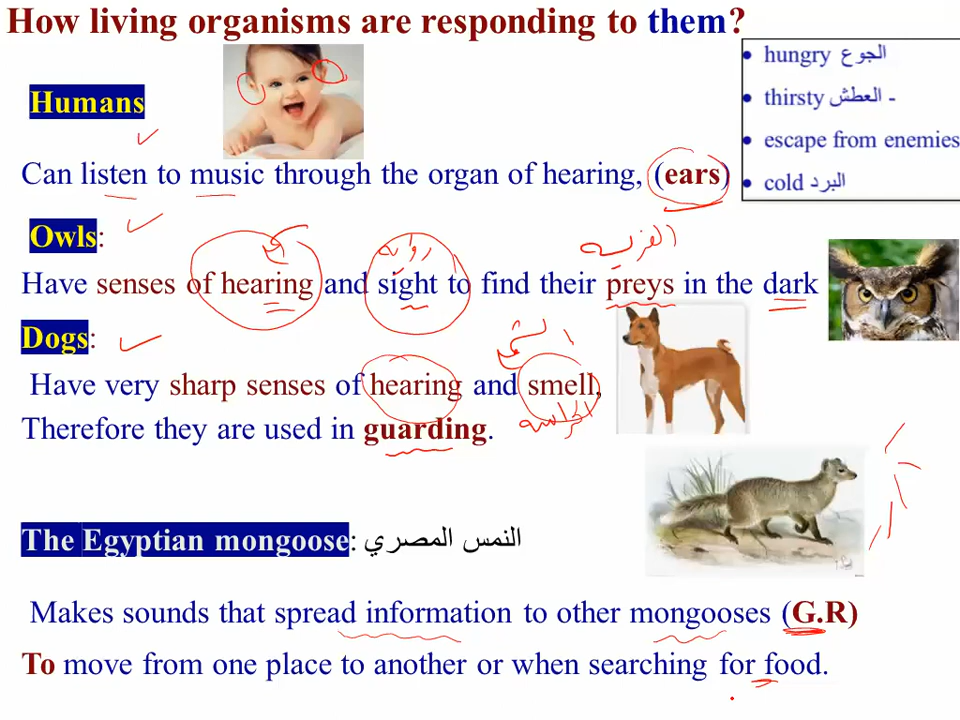 How living organisms are responding to them?
• hungry الجوع
• thirsty العطش -
• escape from enemies
• cold البرد
Humans
Can listen to music through the organ of hearing, (ears)
Owls:
رؤية
الفريسه
Have senses of hearing and sight to find their preys in the dark
Dogs:
الشم
Have very sharp senses of hearing and smell,
الحراسه
Therefore they are used in guarding.
The Egyptian mongoose: النمس المصري
Makes sounds that spread information to other mongooses (G.R)
To move from one place to another or when searching for food.